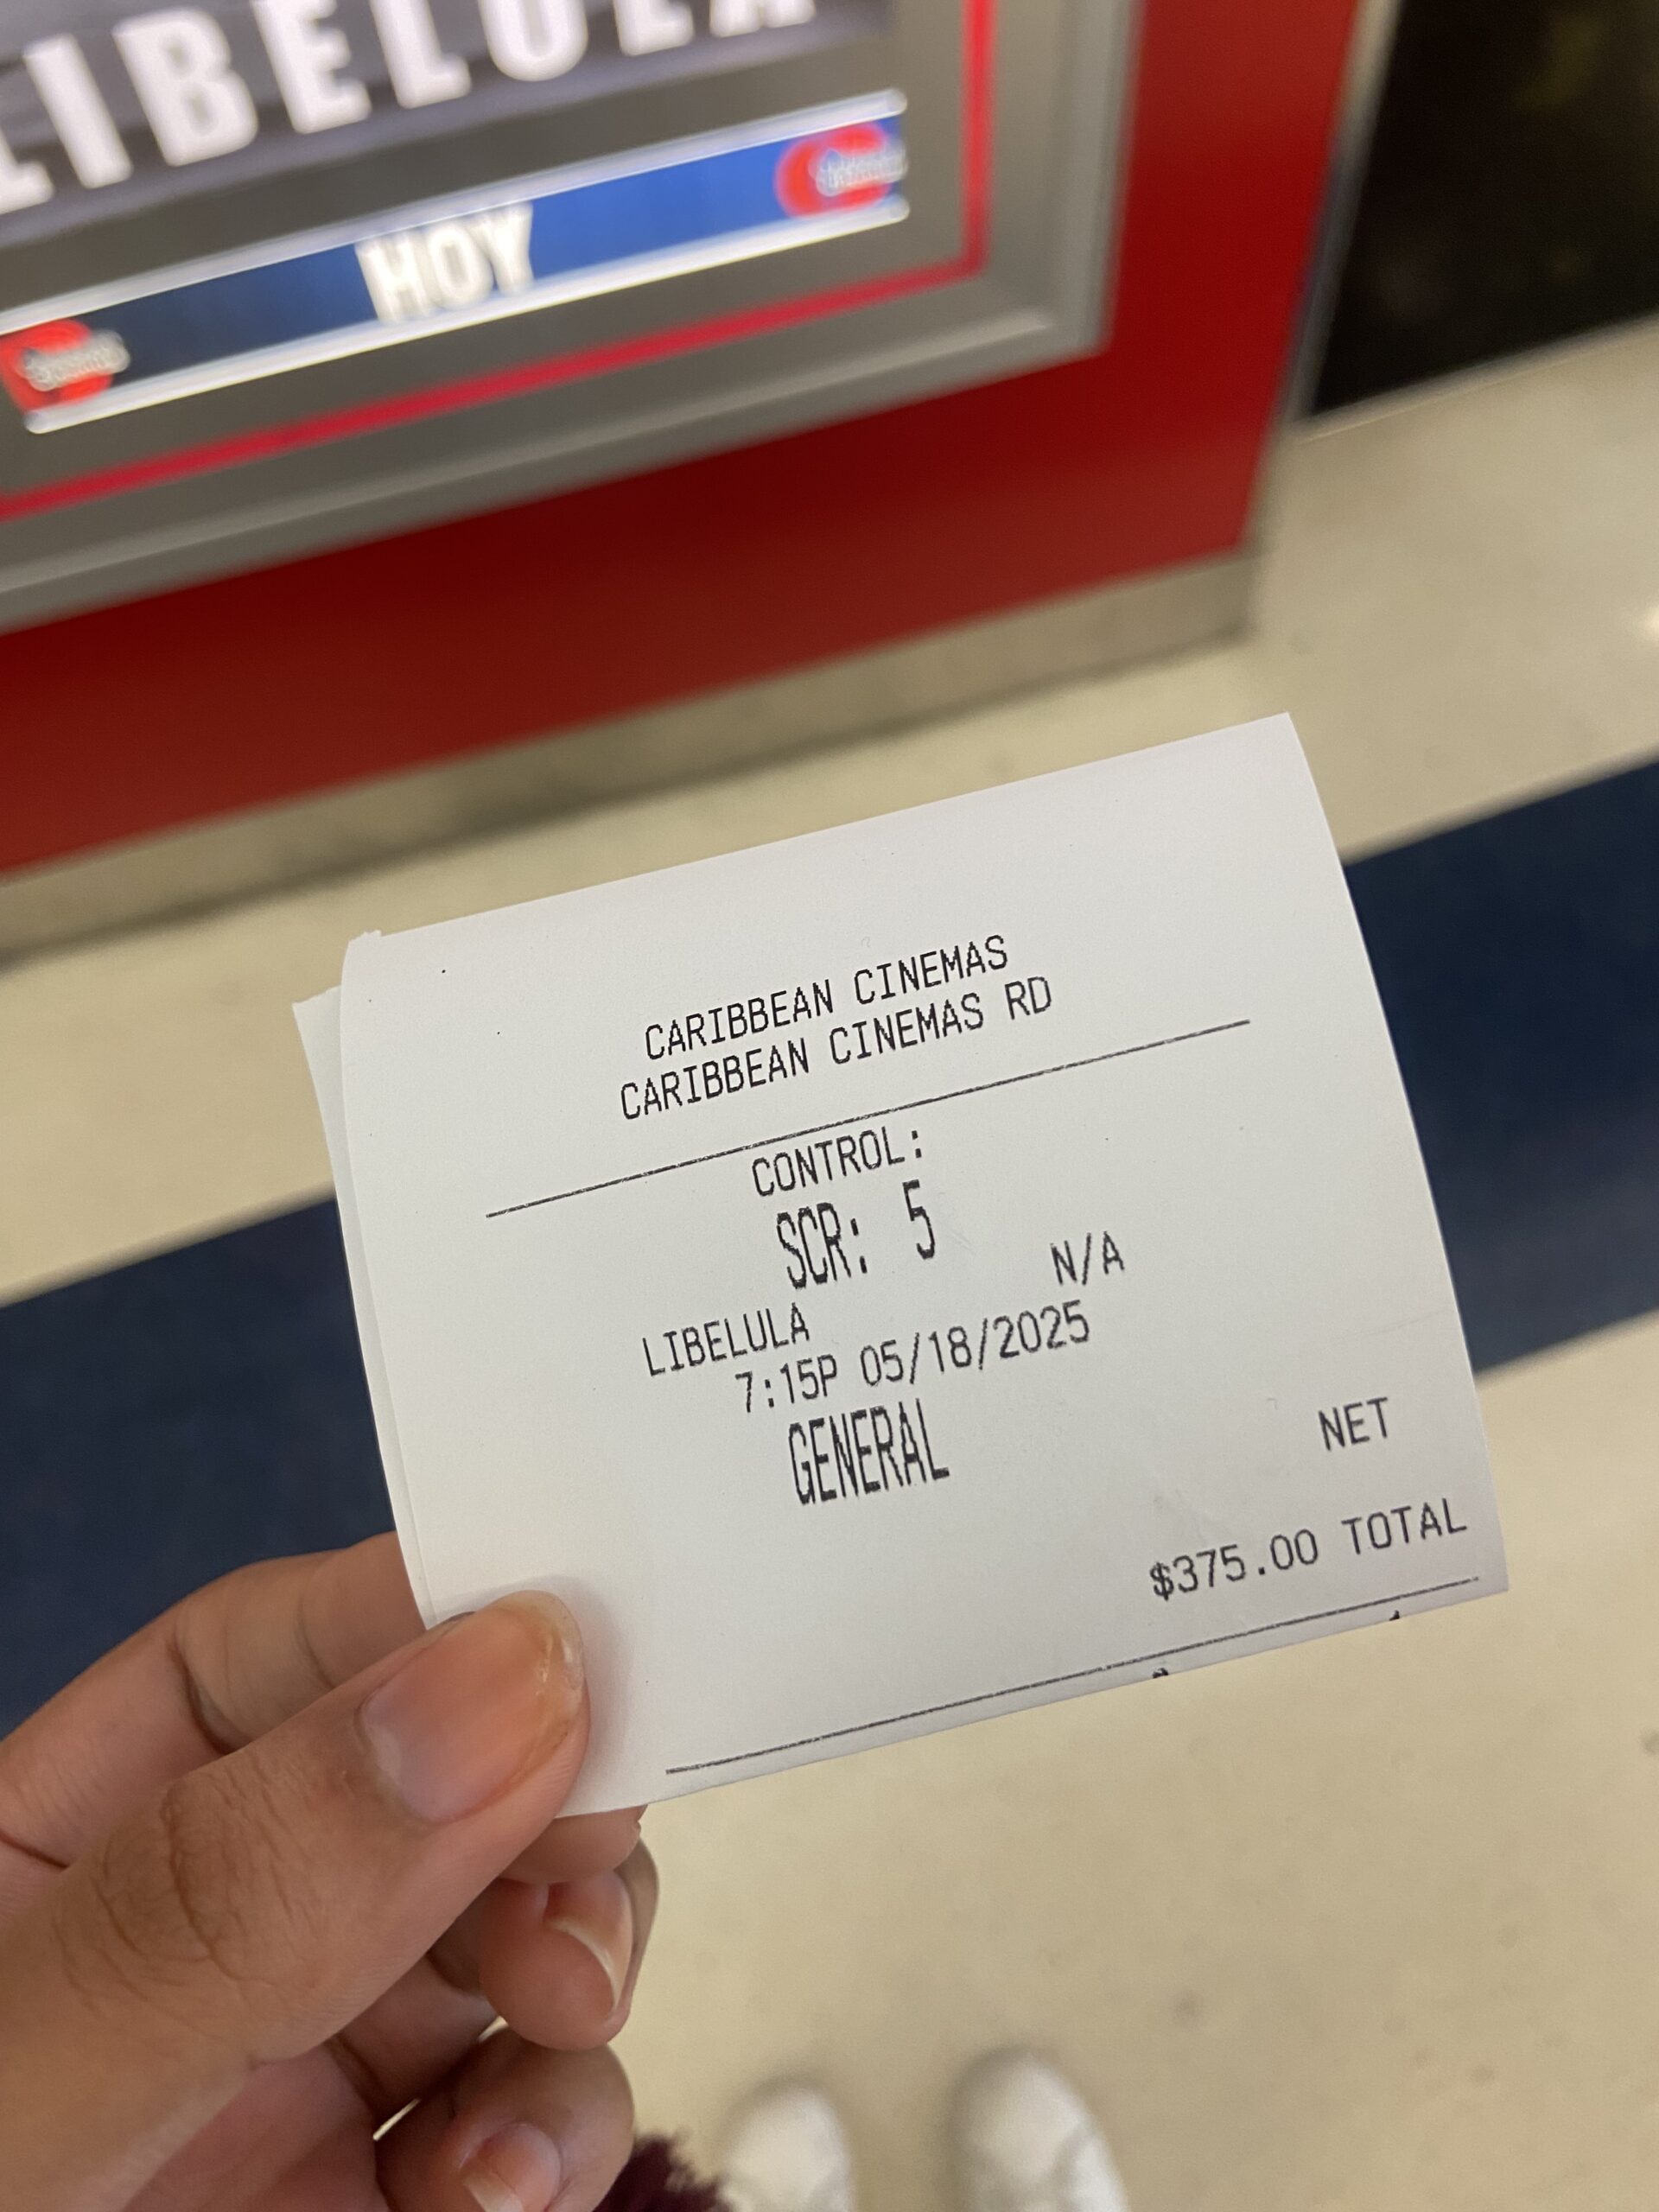 LIBELULA
HOY
CARIBBEAN CINEMAS
CARIBBEAN CINEMAS RD
CONTROL:
SCR: 5
N/A
LIBELULA
7:15P 05/18/2025
GENERAL
NET
$375.00 TOTAL